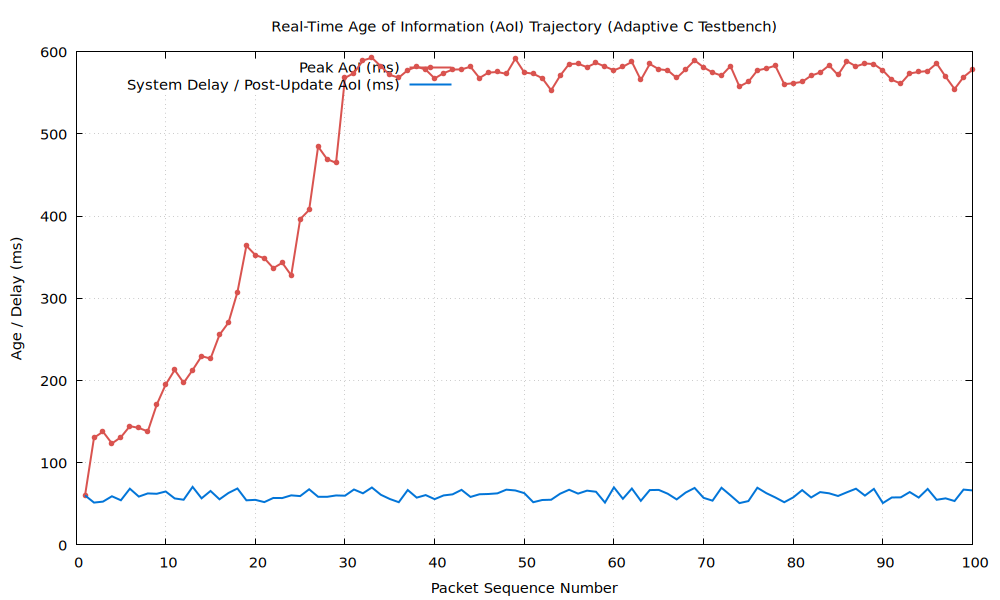 Real-Time Age of Information (AoI) Trajectory (Adaptive C Testbench)
600
500
400
300
200
100
0
Age / Delay (ms)
Peak AoI (ms)
System Delay / Post-Update AoI (ms)
0 10 20 30 40 50 60 70 80 90 100
Packet Sequence Number